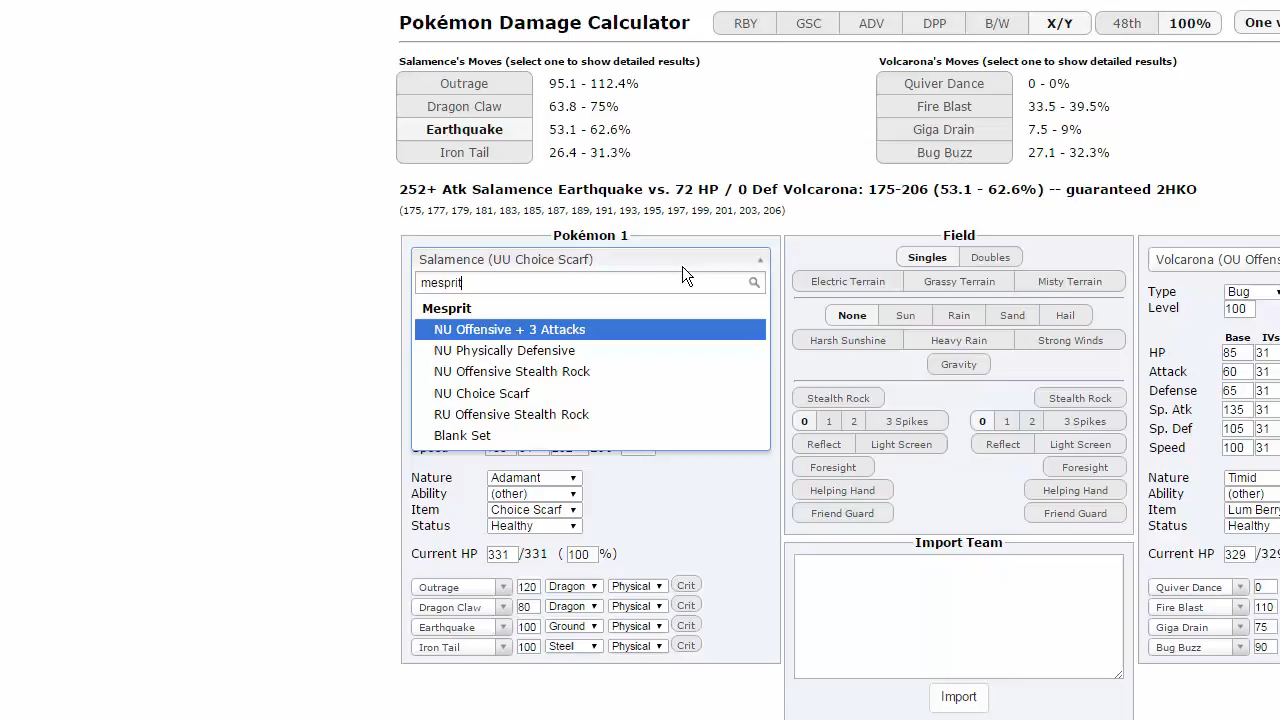 Pokémon Damage Calculator RBY GSC ADV DPP B/W X/Y 48th 100% One v
Salamence's Moves (select one to show detailed results)
Outrage 95.1 - 112.4%
Dragon Claw 63.8 - 75%
Earthquake 53.1 - 62.6%
Iron Tail 26.4 - 31.3%
Volcarona's Moves (select one to show detailed results)
Quiver Dance 0 - 0%
Fire Blast 33.5 - 39.5%
Giga Drain 7.5 - 9%
Bug Buzz 27.1 - 32.3%
252+ Atk Salamence Earthquake vs. 72 HP / 0 Def Volcarona: 175-206 (53.1 - 62.6%) -- guaranteed 2HKO
(175, 177, 179, 181, 183, 185, 187, 189, 191, 193, 195, 197, 199, 201, 203, 206)
Pokémon 1
Salamence (UU Choice Scarf)
mesprit
Mesprit
NU Offensive + 3 Attacks
NU Physically Defensive
NU Offensive Stealth Rock
NU Choice Scarf
RU Offensive Stealth Rock
Blank Set
Nature Adamant
Ability (other)
Item Choice Scarf
Status Healthy
Current HP 331 /331 ( 100 %)
Outrage 120 Dragon Physical Crit
Dragon Claw 80 Dragon Physical Crit
Earthquake 100 Ground Physical Crit
Iron Tail 100 Steel Physical Crit
Field
Singles Doubles
Electric Terrain Grassy Terrain Misty Terrain
None Sun Rain Sand Hail
Harsh Sunshine Heavy Rain Strong Winds
Gravity
Stealth Rock Stealth Rock
0 1 2 3 Spikes 0 1 2 3 Spikes
Reflect Light Screen Reflect Light Screen
Foresight Foresight
Helping Hand Helping Hand
Friend Guard Friend Guard
Import Team
Import
Volcarona (OU Offens
Type Bug
Level 100
Base IVs
HP 85 31
Attack 60 31
Defense 65 31
Sp. Atk 135 31
Sp. Def 105 31
Speed 100 31
Nature Timid
Ability (other)
Item Lum Berry
Status Healthy
Current HP 329 /329
Quiver Dance 0
Fire Blast 110
Giga Drain 75
Bug Buzz 90